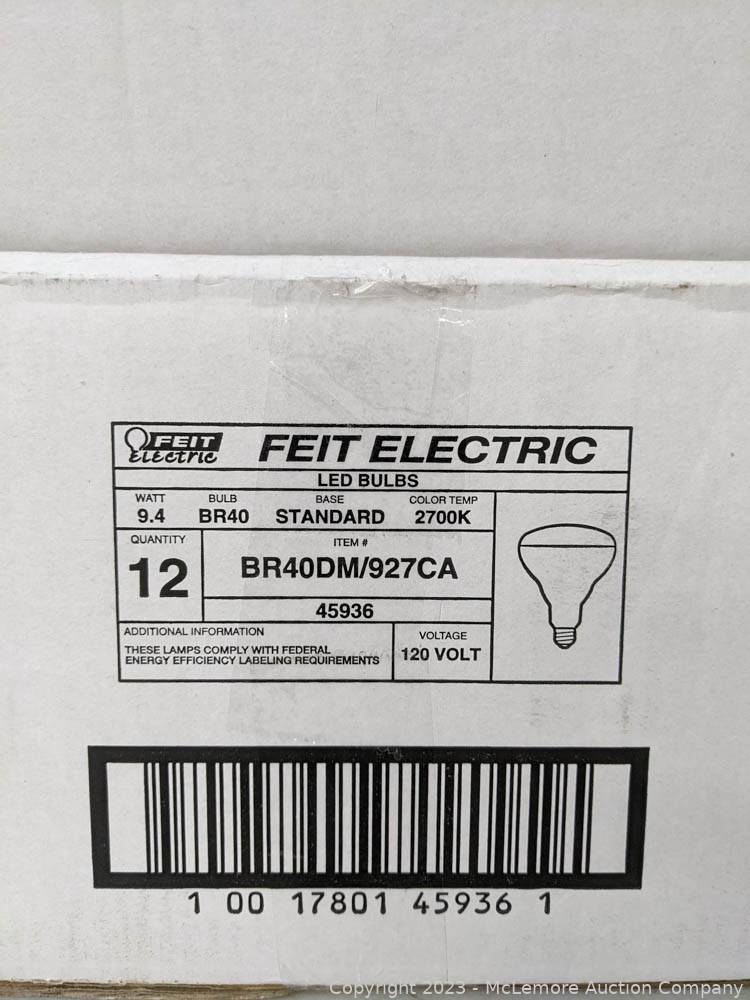 FEIT
Electric
FEIT ELECTRIC
LED BULBS
WATT BULB BASE COLOR TEMP
9.4 BR40 STANDARD 2700K
QUANTITY
12
ITEM #
BR40DM/927CA
45936
ADDITIONAL INFORMATION
THESE LAMPS COMPLY WITH FEDERAL
ENERGY EFFICIENCY LABELING REQUIREMENTS
VOLTAGE
120 VOLT
1 00 17801 45936 1
Copyright 2023 - McLemore Auction Company